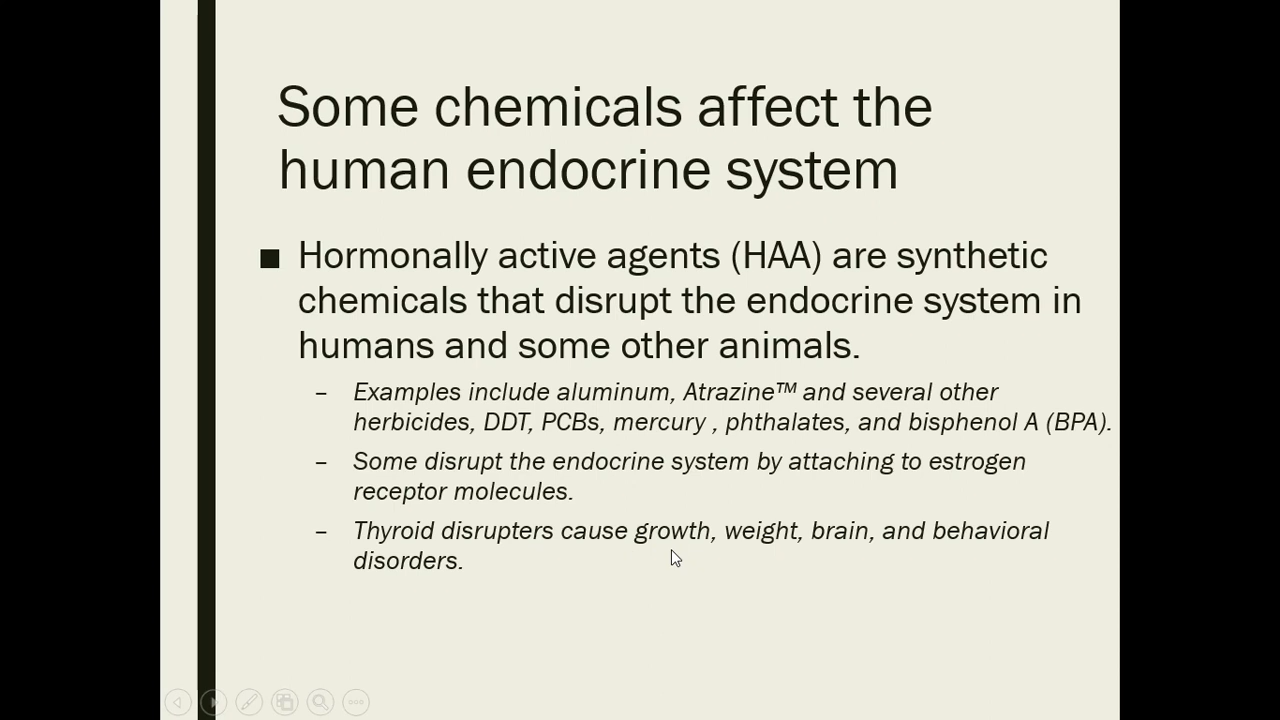 Some chemicals affect the
human endocrine system
■ Hormonally active agents (HAA) are synthetic
chemicals that disrupt the endocrine system in
humans and some other animals.
– Examples include aluminum, Atrazine™ and several other
herbicides, DDT, PCBs, mercury , phthalates, and bisphenol A (BPA).
– Some disrupt the endocrine system by attaching to estrogen
receptor molecules.
– Thyroid disrupters cause growth, weight, brain, and behavioral
disorders.